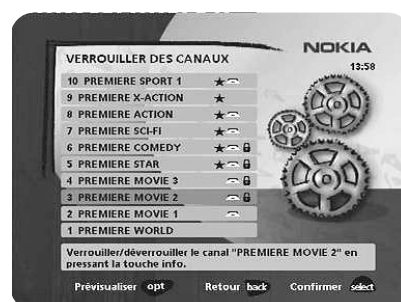 NOKIA
VERROUILLER DES CANAUX
13:58
10 PREMIERE SPORT 1
9 PREMIERE X-ACTION
8 PREMIERE ACTION
7 PREMIERE SCI-FI
6 PREMIERE COMEDY
5 PREMIERE STAR
4 PREMIERE MOVIE 3
3 PREMIERE MOVIE 2
2 PREMIERE MOVIE 1
1 PREMIERE WORLD
Verrouiller/déverrouiller le canal "PREMIERE MOVIE 2" en
pressant la touche info.
Prévisualiser opt Retour back Confirmer select